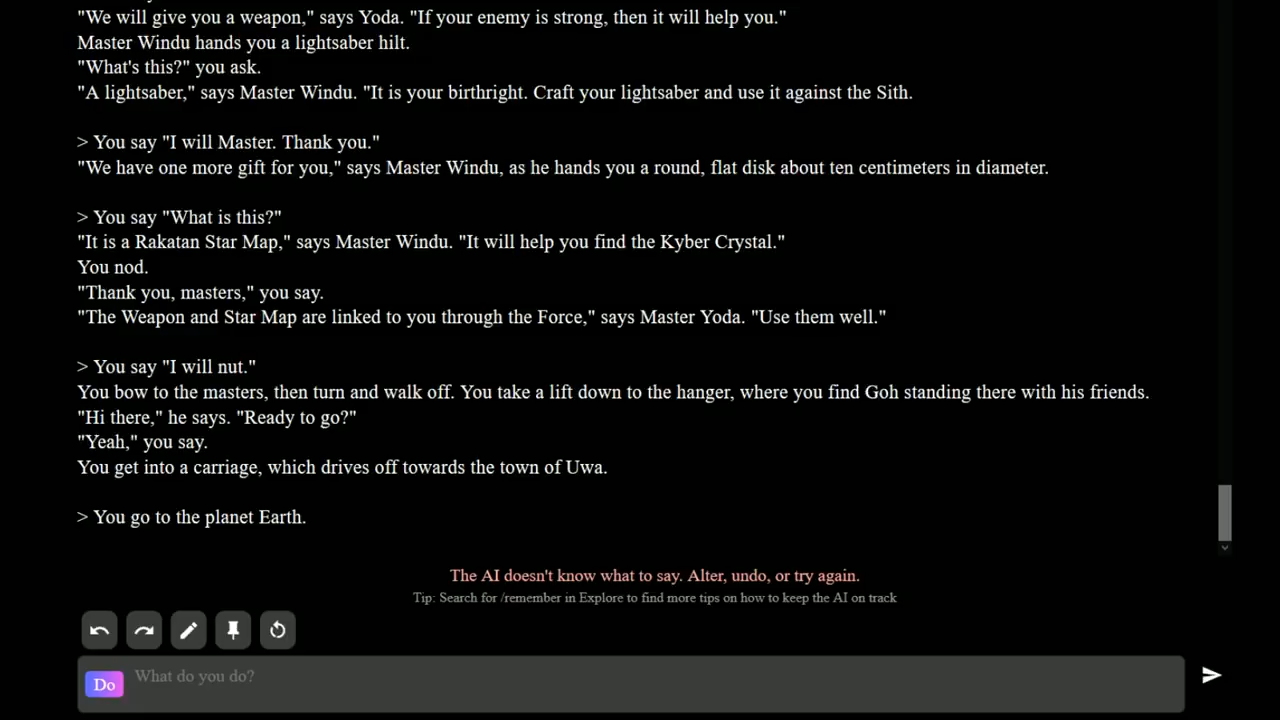 "We will give you a weapon," says Yoda. "If your enemy is strong, then it will help you."
Master Windu hands you a lightsaber hilt.
"What's this?" you ask.
"A lightsaber," says Master Windu. "It is your birthright. Craft your lightsaber and use it against the Sith.
> You say "I will Master. Thank you."
"We have one more gift for you," says Master Windu, as he hands you a round, flat disk about ten centimeters in diameter.
> You say "What is this?"
"It is a Rakatan Star Map," says Master Windu. "It will help you find the Kyber Crystal."
You nod.
"Thank you, masters," you say.
"The Weapon and Star Map are linked to you through the Force," says Master Yoda. "Use them well."
> You say "I will nut."
You bow to the masters, then turn and walk off. You take a lift down to the hanger, where you find Goh standing there with his friends.
"Hi there," he says. "Ready to go?"
"Yeah," you say.
You get into a carriage, which drives off towards the town of Uwa.
> You go to the planet Earth.
The AI doesn't know what to say. Alter, undo, or try again.
Tip: Search for /remember in Explore to find more tips on how to keep the AI on track
Do What do you do?